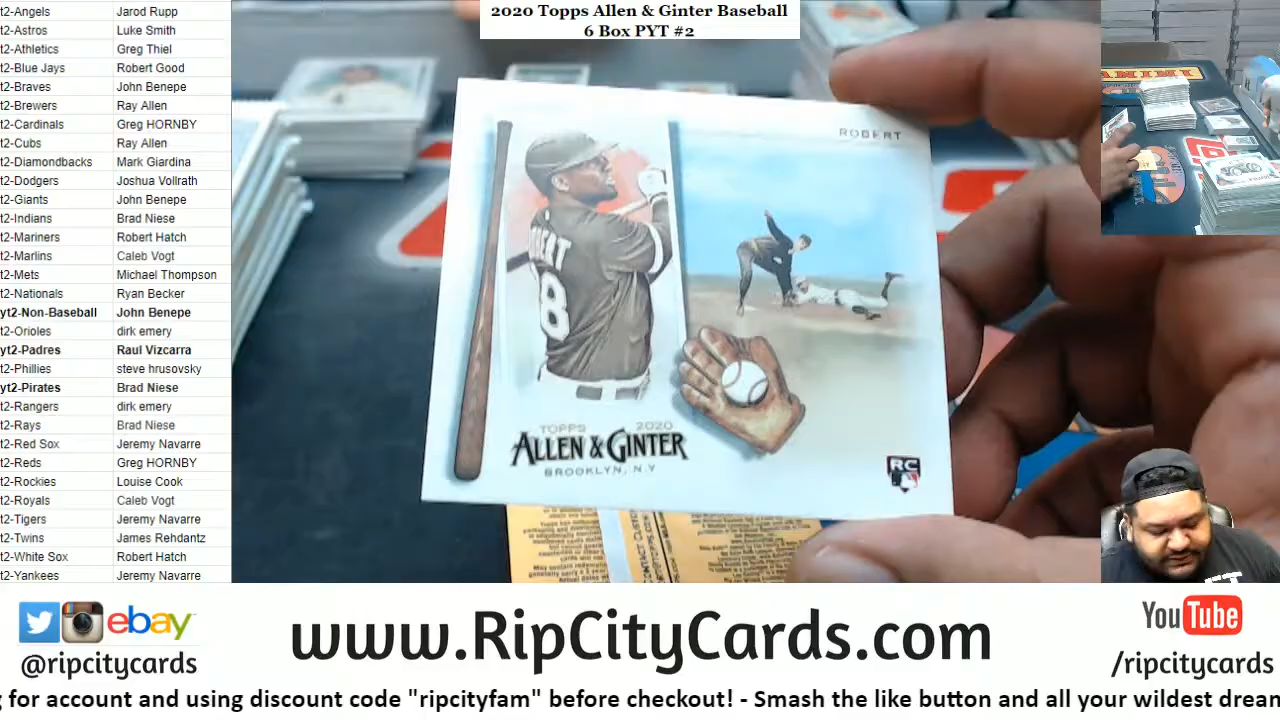 2020 Topps Allen & Ginter Baseball
6 Box PYT #2
t2-Angels Jarod Rupp
t2-Astros Luke Smith
t2-Athletics Greg Thiel
t2-Blue Jays Robert Good
t2-Braves John Benepe
t2-Brewers Ray Allen
t2-Cardinals Greg HORNBY
t2-Cubs Ray Allen
t2-Diamondbacks Mark Giardina
t2-Dodgers Joshua Vollrath
t2-Giants John Benepe
t2-Indians Brad Niese
t2-Mariners Robert Hatch
t2-Marlins Caleb Vogt
t2-Mets Michael Thompson
t2-Nationals Ryan Becker
yt2-Non-Baseball John Benepe
t2-Orioles dirk emery
yt2-Padres Raul Vizcarra
t2-Phillies steve hrusovsky
yt2-Pirates Brad Niese
t2-Rangers dirk emery
t2-Rays Brad Niese
t2-Red Sox Jeremy Navarre
t2-Reds Greg HORNBY
t2-Rockies Louise Cook
t2-Royals Caleb Vogt
t2-Tigers Jeremy Navarre
t2-Twins James Rehdantz
t2-White Sox Robert Hatch
t2-Yankees Jeremy Navarre
ROBERT
TOPPS 2020
ALLEN & GINTER
BROOKLYN, N.Y
RC
PANINI
ebay
@ripcitycards
www.RipCityCards.com
YouTube
/ripcitycards
g for account and using discount code "ripcityfam" before checkout! - Smash the like button and all your wildest drean